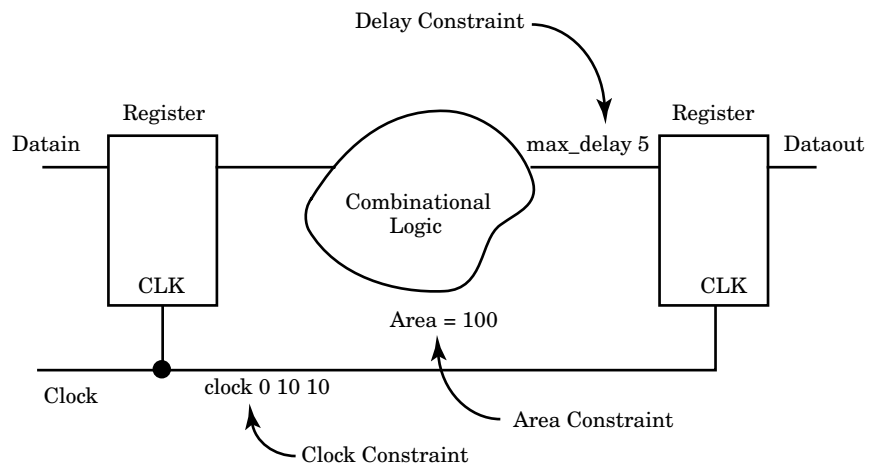 Delay Constraint
Register
Register
Datain
max_delay 5
Dataout
Combinational
Logic
CLK
CLK
Area = 100
Clock
clock 0 10 10
Area Constraint
Clock Constraint